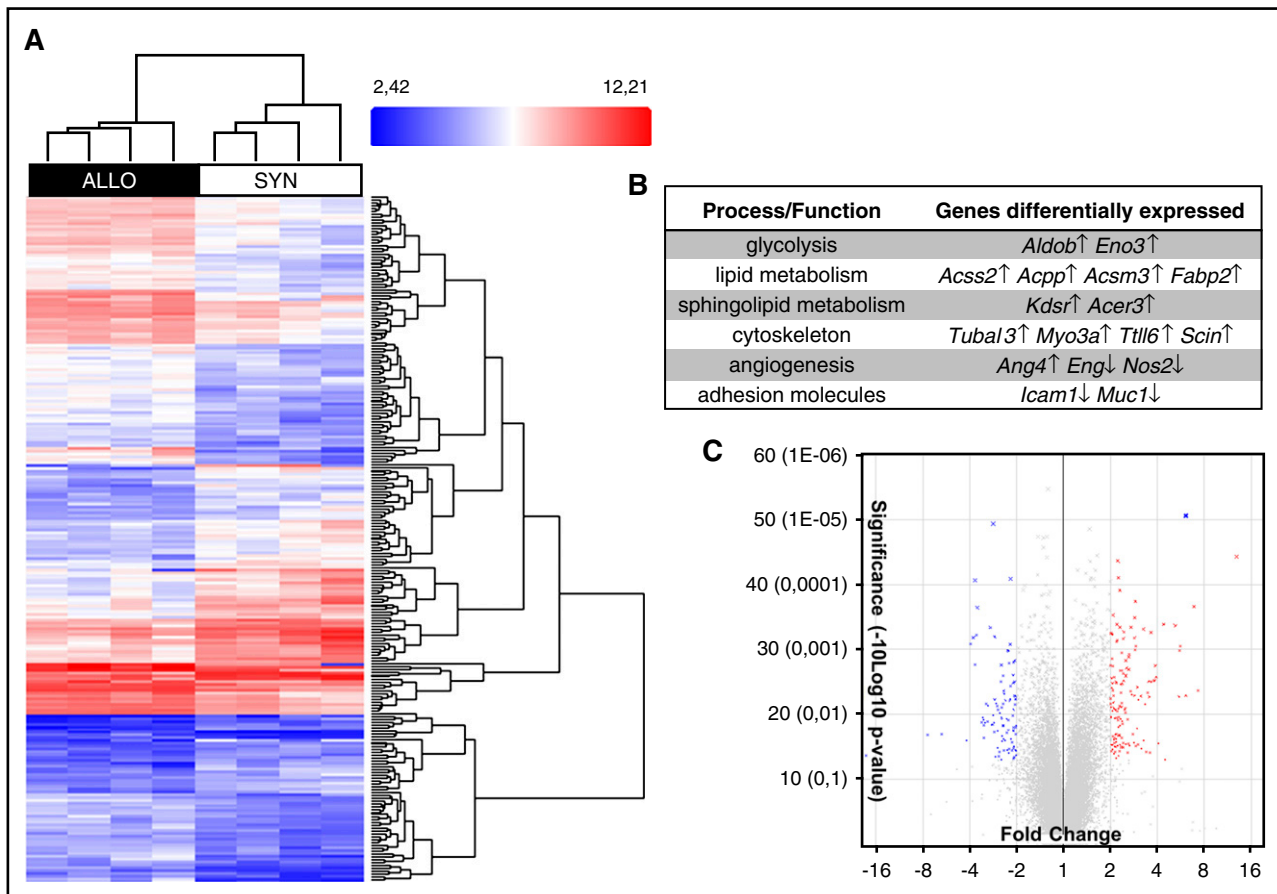 A
2,42 12,21
ALLO SYN
B
Process/Function Genes differentially expressed
glycolysis Aldob↑ Eno3↑
lipid metabolism Acss2↑ Acpp↑ Acsm3↑ Fabp2↑
sphingolipid metabolism Kdsr↑ Acer3↑
cytoskeleton Tubal3↑ Myo3a↑ Ttll6↑ Scin↑
angiogenesis Ang4↑ Eng↓ Nos2↓
adhesion molecules Icam1↓ Muc1↓
C
60 (1E-06)
50 (1E-05)
40 (0,0001)
30 (0,001)
20 (0,01)
10 (0,1)
Significance (-10Log10 p-value)
Fold Change
-16 -8 -4 -2 1 2 4 8 16